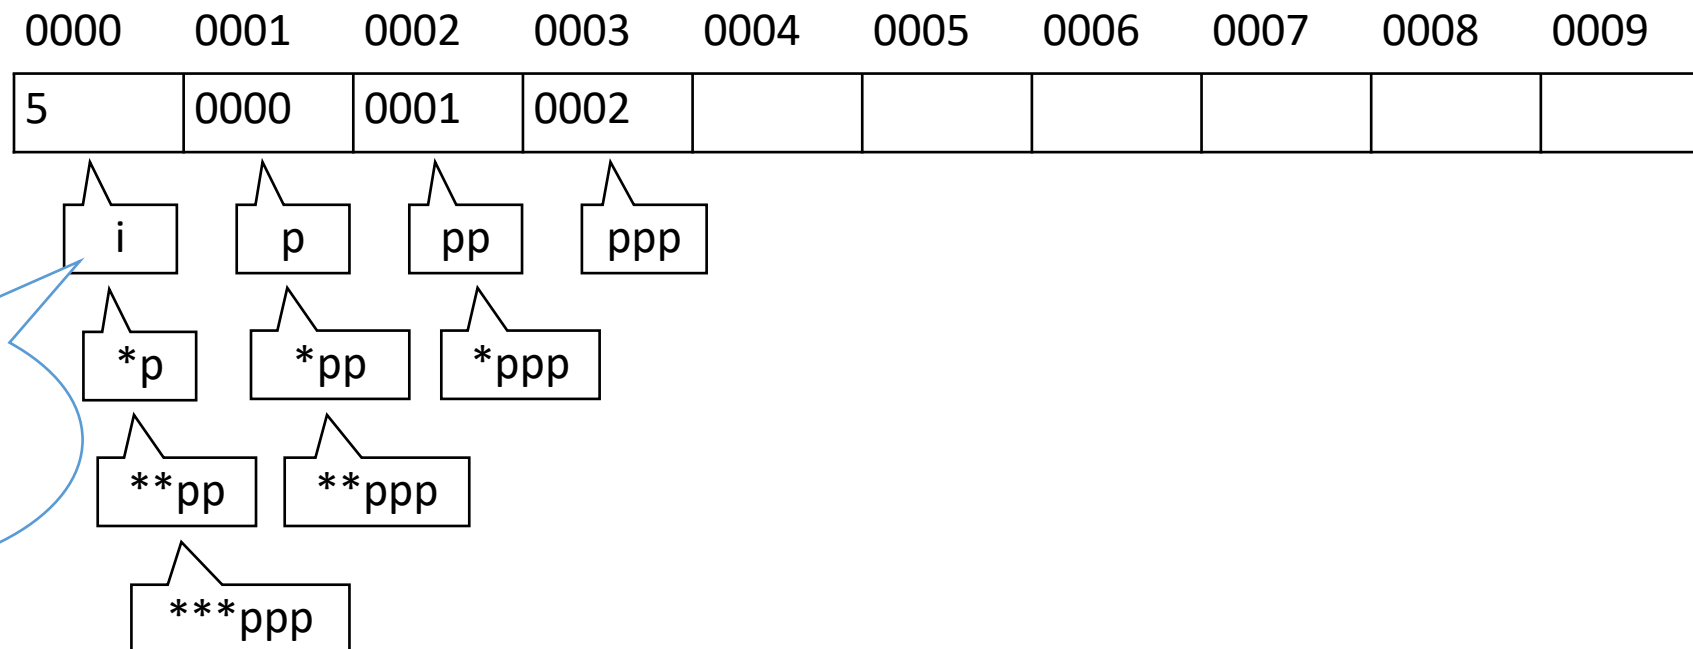 0000 0001 0002 0003 0004 0005 0006 0007 0008 0009
5 0000 0001 0002
i p pp ppp
*p *pp *ppp
**pp **ppp
***ppp